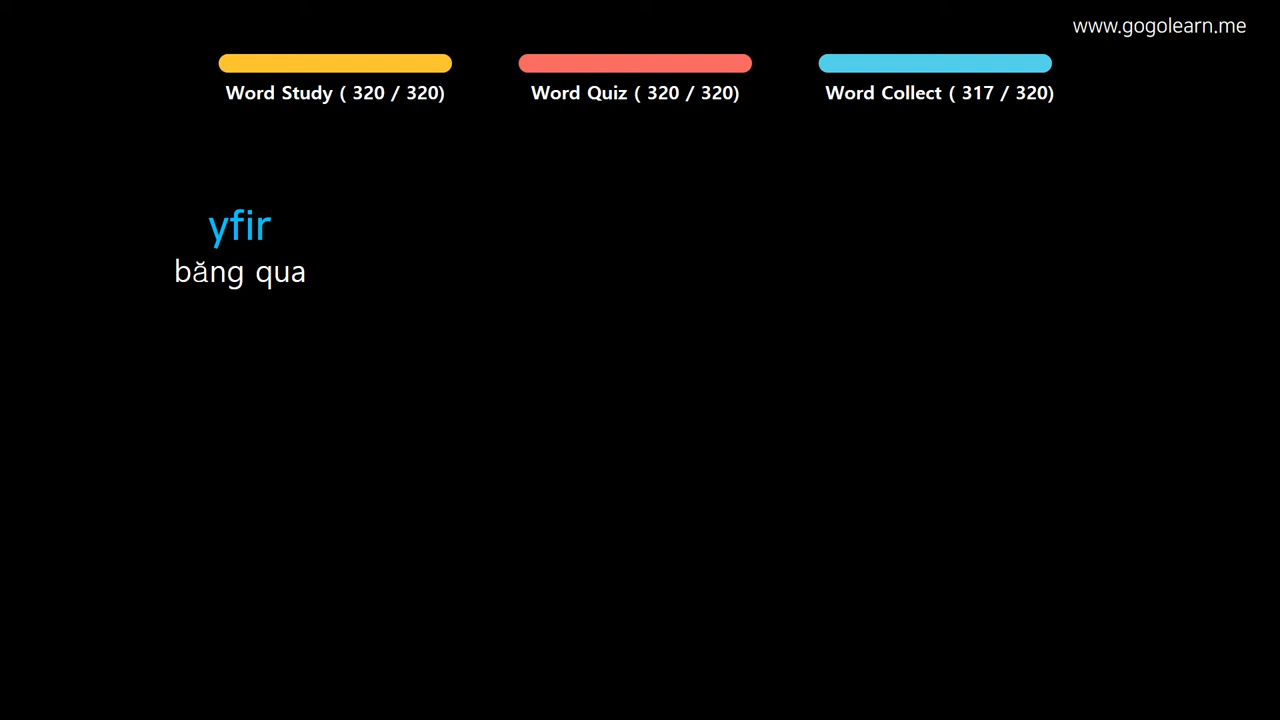 www.gogolearn.me
Word Study ( 320 / 320)
Word Quiz ( 320 / 320)
Word Collect ( 317 / 320)
yfir
băng qua